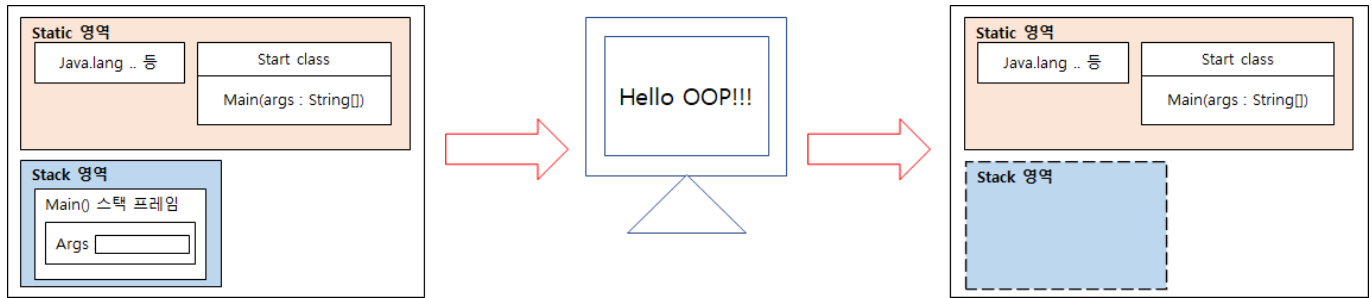 Static 영역
Java.lang .. 등
Start class
Main(args : String[])
Stack 영역
Main() 스택 프레임
Args
Hello OOP!!!
Static 영역
Java.lang .. 등
Start class
Main(args : String[])
Stack 영역